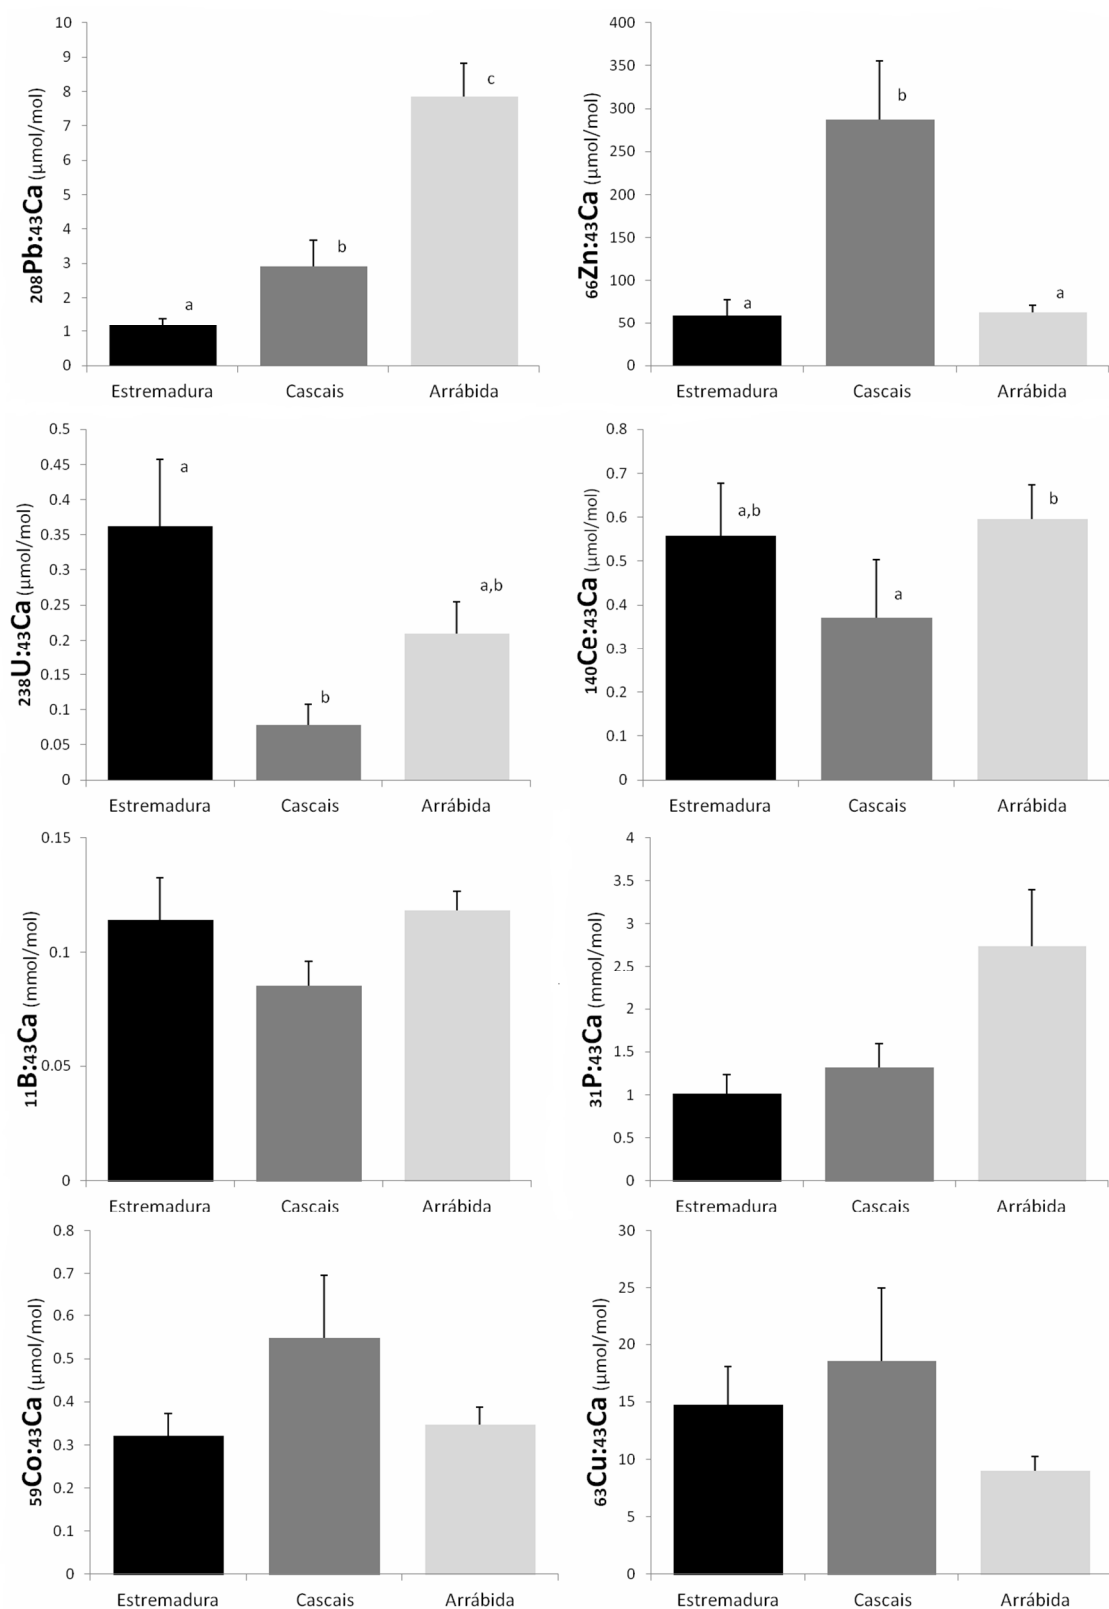 208Pb:43Ca (µmol/mol)
10
9
8
7
6
5
4
3
2
1
0
a
b
c
Estremadura Cascais Arrábida
66Zn:43Ca (µmol/mol)
400
350
300
250
200
150
100
50
0
a
b
a
Estremadura Cascais Arrábida
238U:43Ca (µmol/mol)
0.5
0.45
0.4
0.35
0.3
0.25
0.2
0.15
0.1
0.05
0
a
b
a,b
Estremadura Cascais Arrábida
140Ce:43Ca (µmol/mol)
0.8
0.7
0.6
0.5
0.4
0.3
0.2
0.1
0
a,b
a
b
Estremadura Cascais Arrábida
11B:43Ca (mmol/mol)
0.15
0.1
0.05
0
Estremadura Cascais Arrábida
31P:43Ca (mmol/mol)
4
3.5
3
2.5
2
1.5
1
0.5
0
Estremadura Cascais Arrábida
59Co:43Ca (µmol/mol)
0.8
0.7
0.6
0.5
0.4
0.3
0.2
0.1
0
Estremadura Cascais Arrábida
63Cu:43Ca (µmol/mol)
30
25
20
15
10
5
0
Estremadura Cascais Arrábida